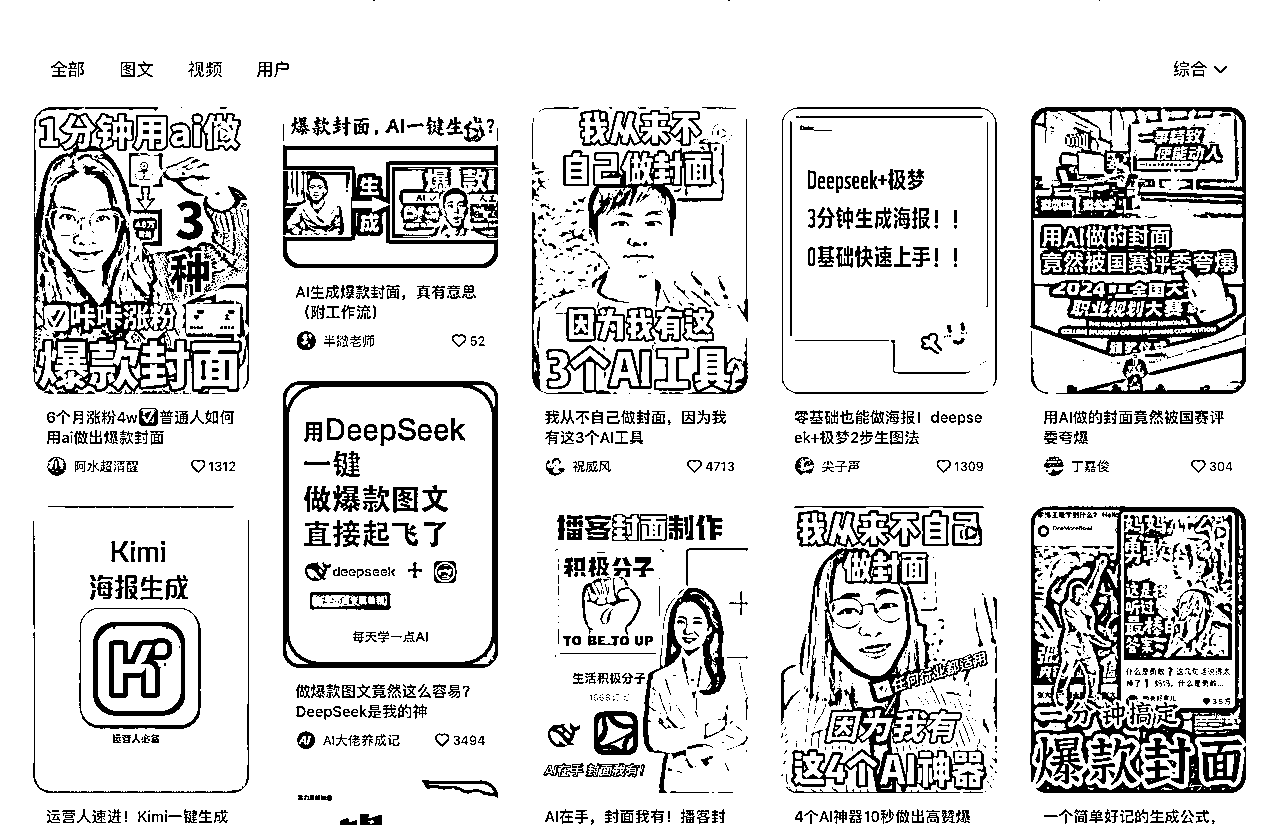 全部
图文
视频
用户
综合
1分钟用ai做
3
种
咔咔涨粉
爆款封面
6个月涨粉4w✅普通人如何
用ai做出爆款封面
阿水超清醒
1312
Kimi
海报生成
运营人必备
运营人速进！Kimi一键生成
爆款封面，AI一键生成？
生
成
爆款
AI生成爆款封面，真有意思
（附工作流）
52
用DeepSeek
一键
做爆款图文
直接起飞了
deepseek +
每天学一点AI
做爆款图文竟然这么容易？
DeepSeek是我的神
AI大佬养成记
3494
我从来不
自己做封面
因为我有这
3个AI工具
我从不自己做封面，因为我
有这3个AI工具
祝威风
4713
播客封面制作
积极分子
TO BE TO UP
生活积极分子
AI在手 封面我有！
AI在手，封面我有！播客封
Deepseek+极梦
3分钟生成海报！！
0基础快速上手！！
零基础也能做海报！deepse
ek+极梦2步生图法
尖子声
1309
我从来不自己
做封面
任何行业都适用
因为我有
这4个AI神器
4个AI神器10秒做出高赞爆
用AI做的封面
竟然被国赛评委夸爆
2024 全国大
职业规划大赛
用AI做的封面竟然被国赛评
委夸爆
丁嘉俊
304
一分钟搞定
爆款封面
一个简单好记的生成公式，